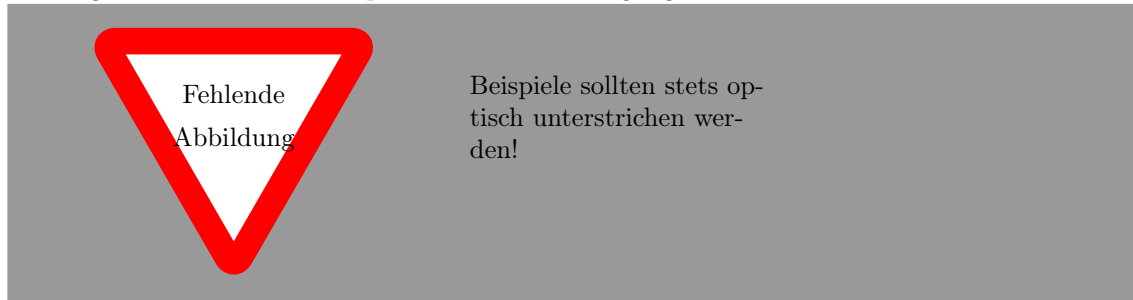 Fehlende
Abbildung
Beispiele sollten stets op-
tisch unterstrichen wer-
den!